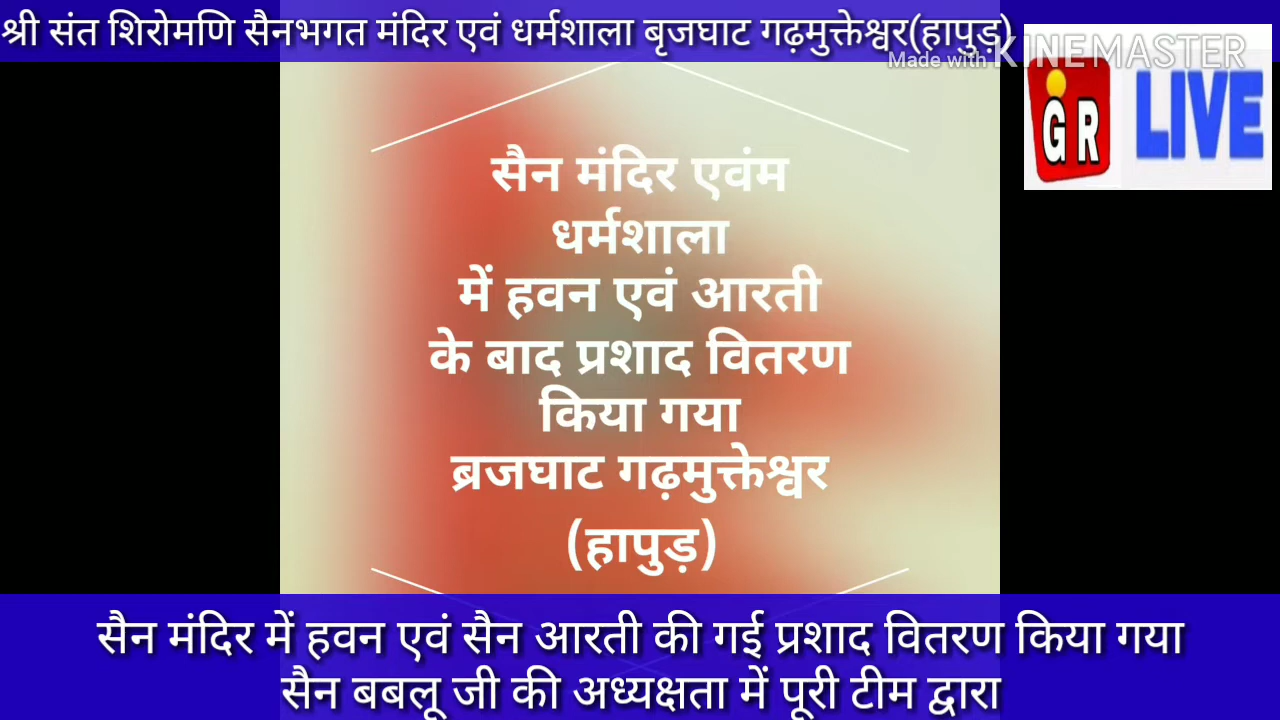 श्री संत शिरोमणि सैनभगत मंदिर एवं धर्मशाला बृजघाट गढ़मुक्तेश्वर(हापुड़)
Made with KINEMASTER
GR LIVE
सैन मंदिर एवंम
धर्मशाला
में हवन एवं आरती
के बाद प्रशाद वितरण
किया गया
ब्रजघाट गढ़मुक्तेश्वर
(हापुड़)
सैन मंदिर में हवन एवं सैन आरती की गई प्रशाद वितरण किया गया
सैन बबलू जी की अध्यक्षता में पूरी टीम द्वारा